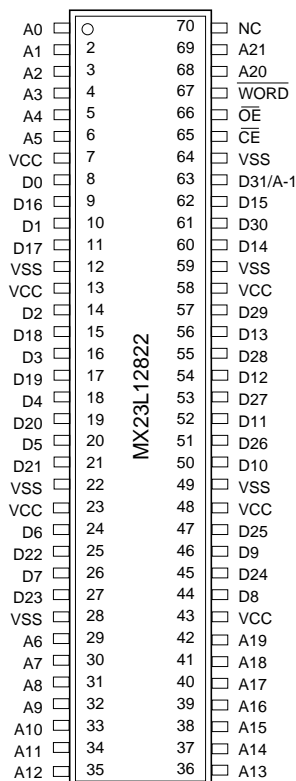 A0 70 NC
A1 2 69 A21
A2 3 68 A20
A3 4 67 WORD
A4 5 66 OE
A5 6 65 CE
VCC 7 64 VSS
D0 8 63 D31/A-1
D16 9 62 D15
D1 10 61 D30
D17 11 60 D14
VSS 12 59 VSS
VCC 13 58 VCC
D2 14 57 D29
D18 15 56 D13
D3 16 55 D28
D19 17 54 D12
D4 18 53 D27
D20 19 52 D11
D5 20 51 D26
D21 21 50 D10
VSS 22 49 VSS
VCC 23 48 VCC
D6 24 47 D25
D22 25 46 D9
D7 26 45 D24
D23 27 44 D8
VSS 28 43 VCC
A6 29 42 A19
A7 30 41 A18
A8 31 40 A17
A9 32 39 A16
A10 33 38 A15
A11 34 37 A14
A12 35 36 A13
MX23L12822